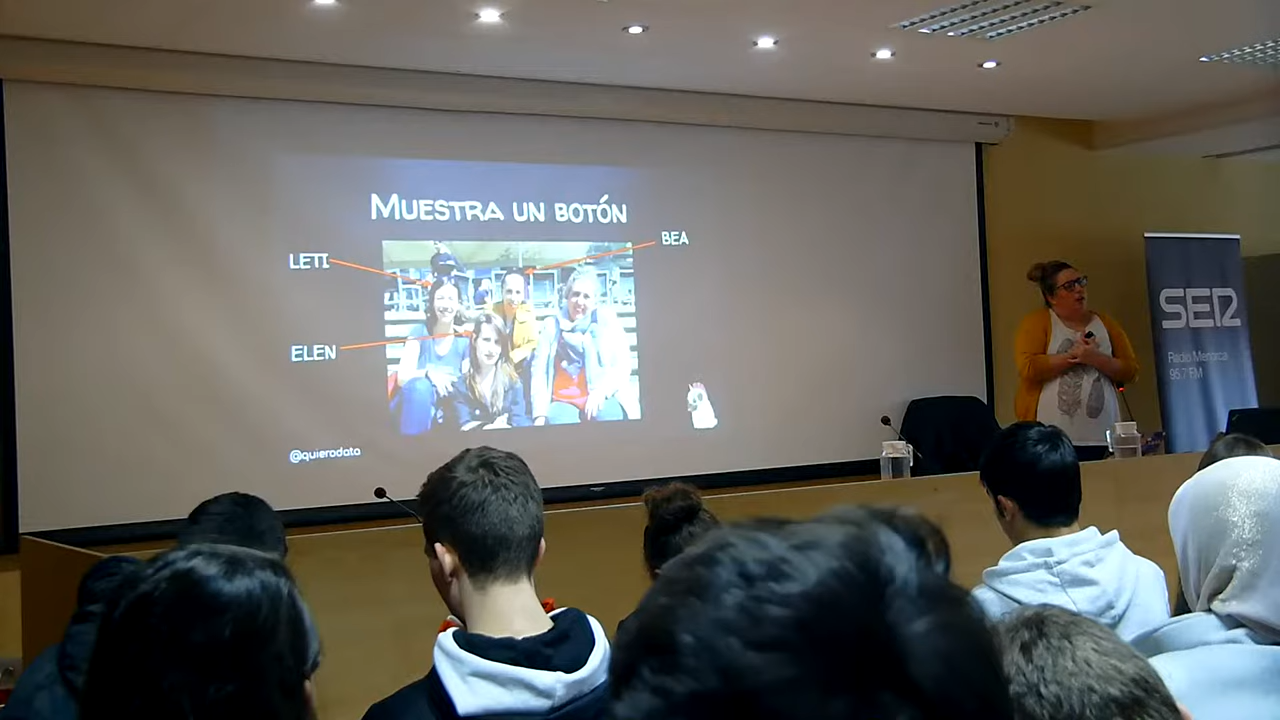 MUESTRA UN BOTÓN
BEA
LETI
ELEN
@quierodata
SER
Radio Menorca
95.7 FM